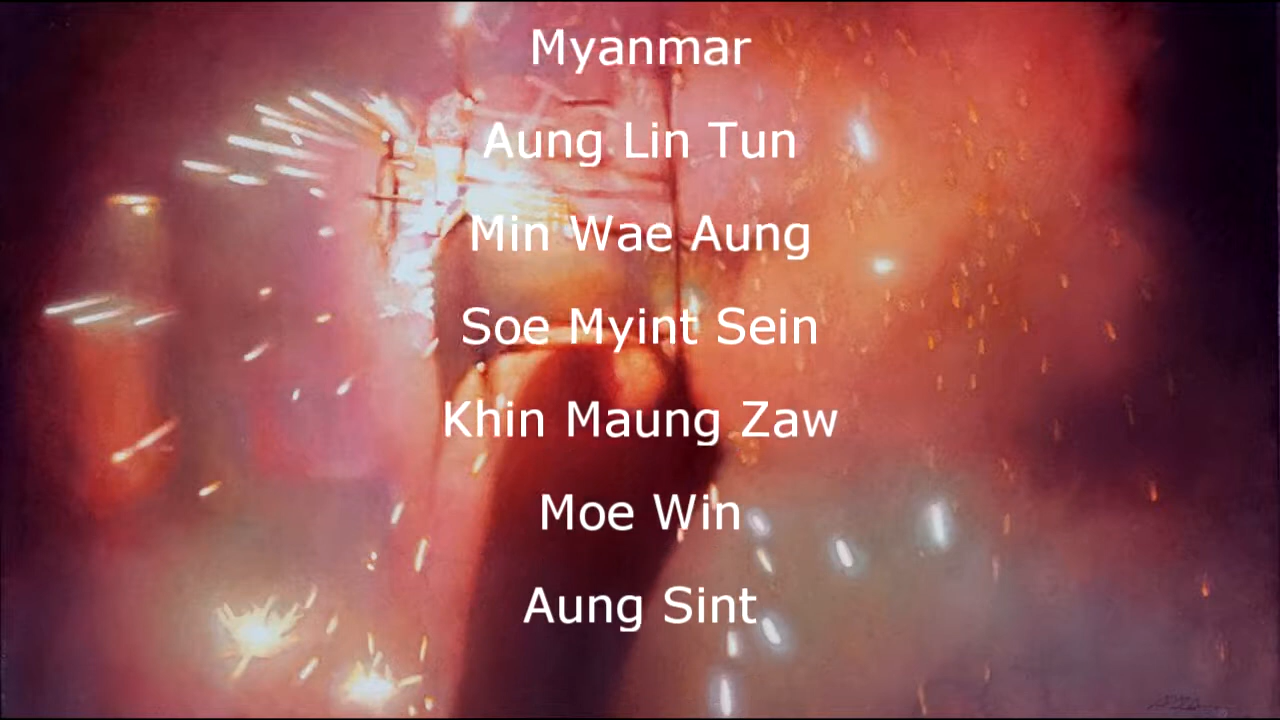 Myanmar
Aung Lin Tun
Min Wae Aung
Soe Myint Sein
Khin Maung Zaw
Moe Win
Aung Sint